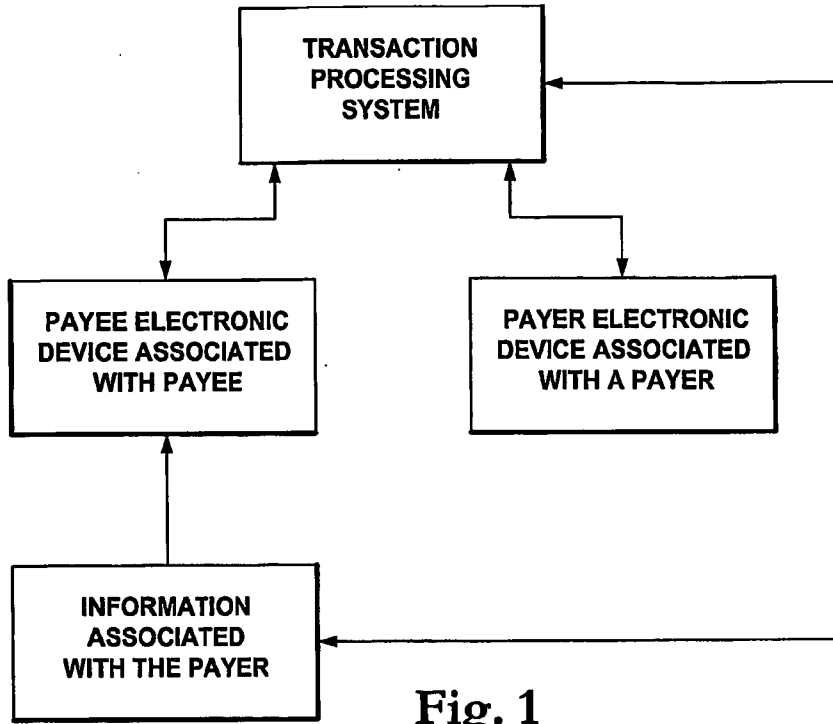 TRANSACTION
PROCESSING
SYSTEM
PAYEE ELECTRONIC
DEVICE ASSOCIATED
WITH PAYEE
PAYER ELECTRONIC
DEVICE ASSOCIATED
WITH A PAYER
INFORMATION
ASSOCIATED
WITH THE PAYER
Fig. 1